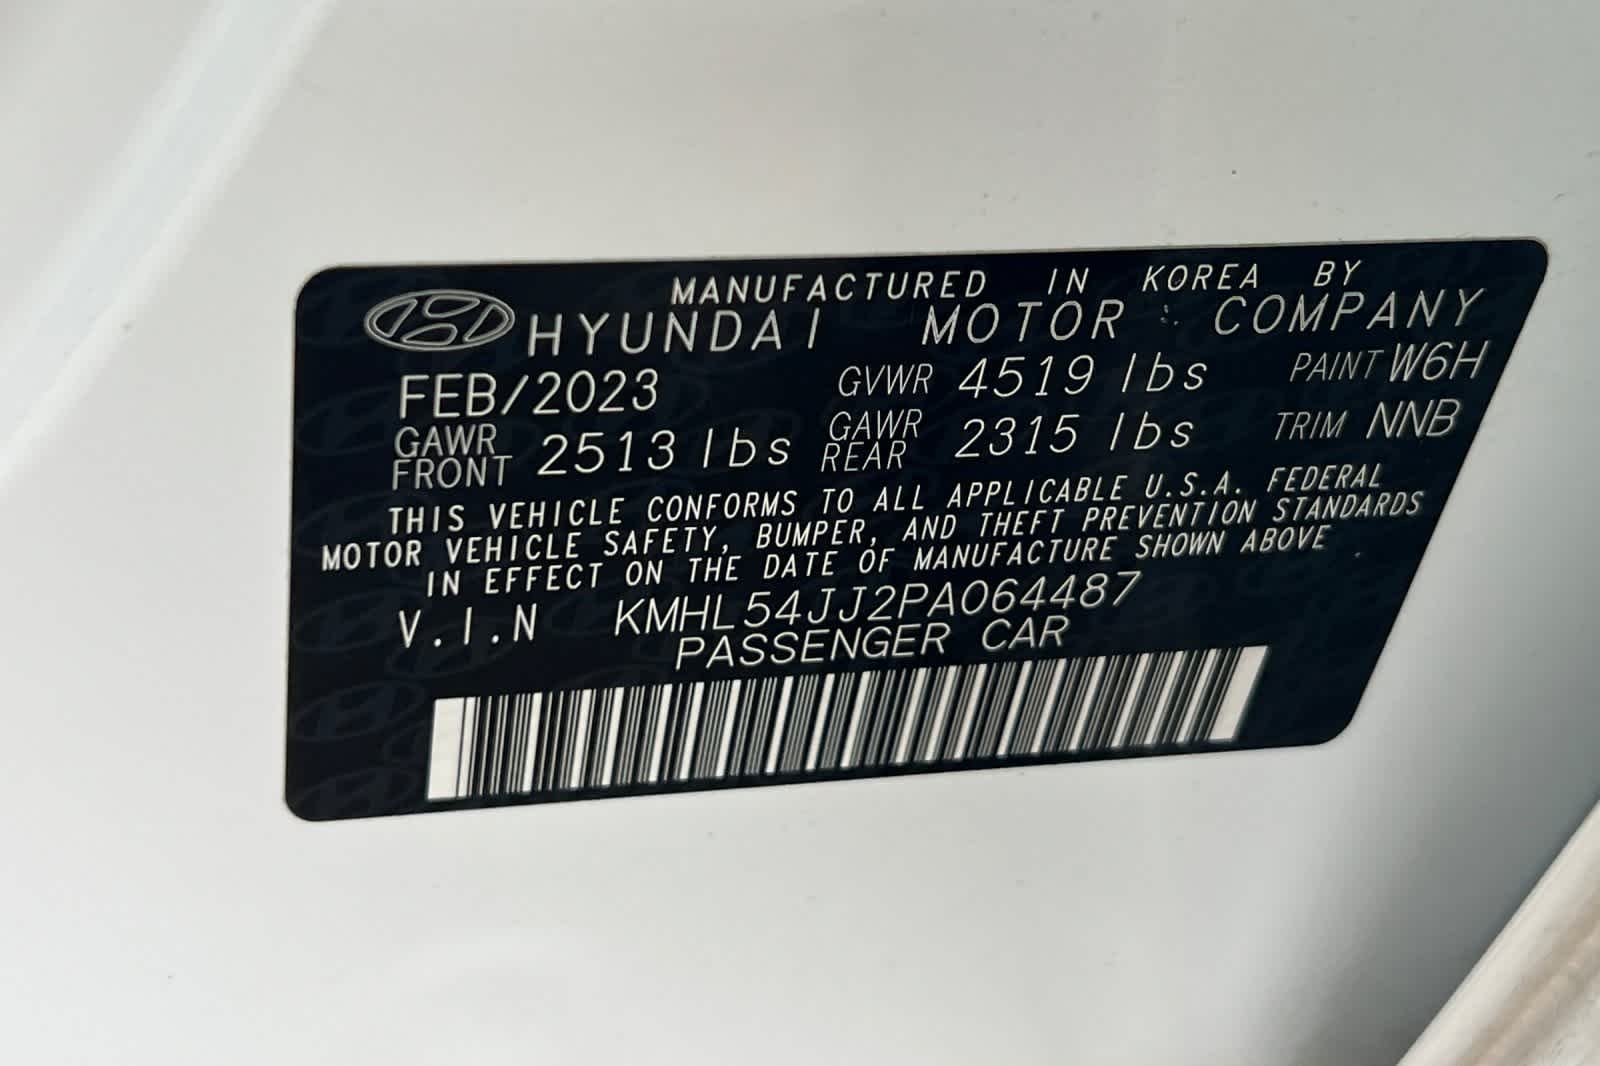 MANUFACTURED IN KOREA BY
HYUNDAI MOTOR COMPANY
FEB/2023 GVWR 4519 lbs PAINT W6H
GAWR FRONT 2513 lbs GAWR REAR 2315 lbs TRIM NNB
THIS VEHICLE CONFORMS TO ALL APPLICABLE U.S.A. FEDERAL
MOTOR VEHICLE SAFETY, BUMPER, AND THEFT PREVENTION STANDARDS
IN EFFECT ON THE DATE OF MANUFACTURE SHOWN ABOVE .
V.I.N KMHL54JJ2PA064487
PASSENGER CAR